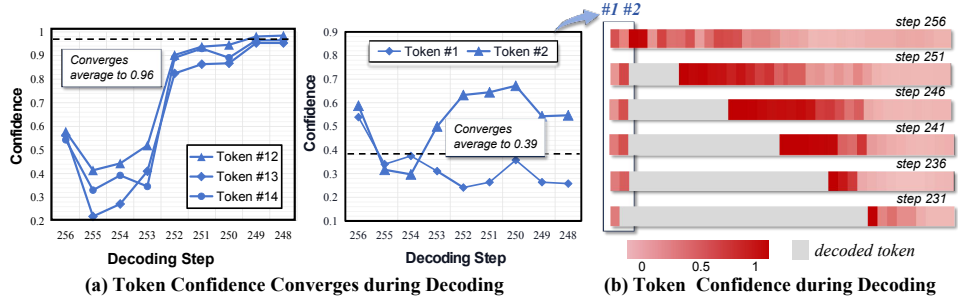 1
0.9
0.8
0.7
0.6
0.5
0.4
0.3
0.2
Confidence
Converges
average to 0.96
Token #12
Token #13
Token #14
256 255 254 253 252 251 250 249 248
Decoding Step
0.9
0.8
0.7
0.6
0.5
0.4
0.3
0.2
0.1
Confidence
Token #1 Token #2
Converges
average to 0.39
256 255 254 253 252 251 250 249 248
Decoding Step
(a) Token Confidence Converges during Decoding
#1 #2
step 256
step 251
step 246
step 241
step 236
step 231
0 0.5 1 decoded token
(b) Token Confidence during Decoding